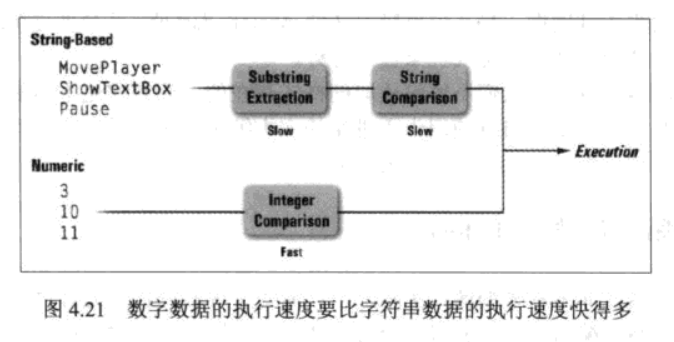 String-Based
MovePlayer
ShowTextBox
Pause
Substring
Extraction
Slow
String
Comparison
Slow
Execution
Numeric
3
10
11
Integer
Comparison
Fast
图 4.21 数字数据的执行速度要比字符串数据的执行速度快得多